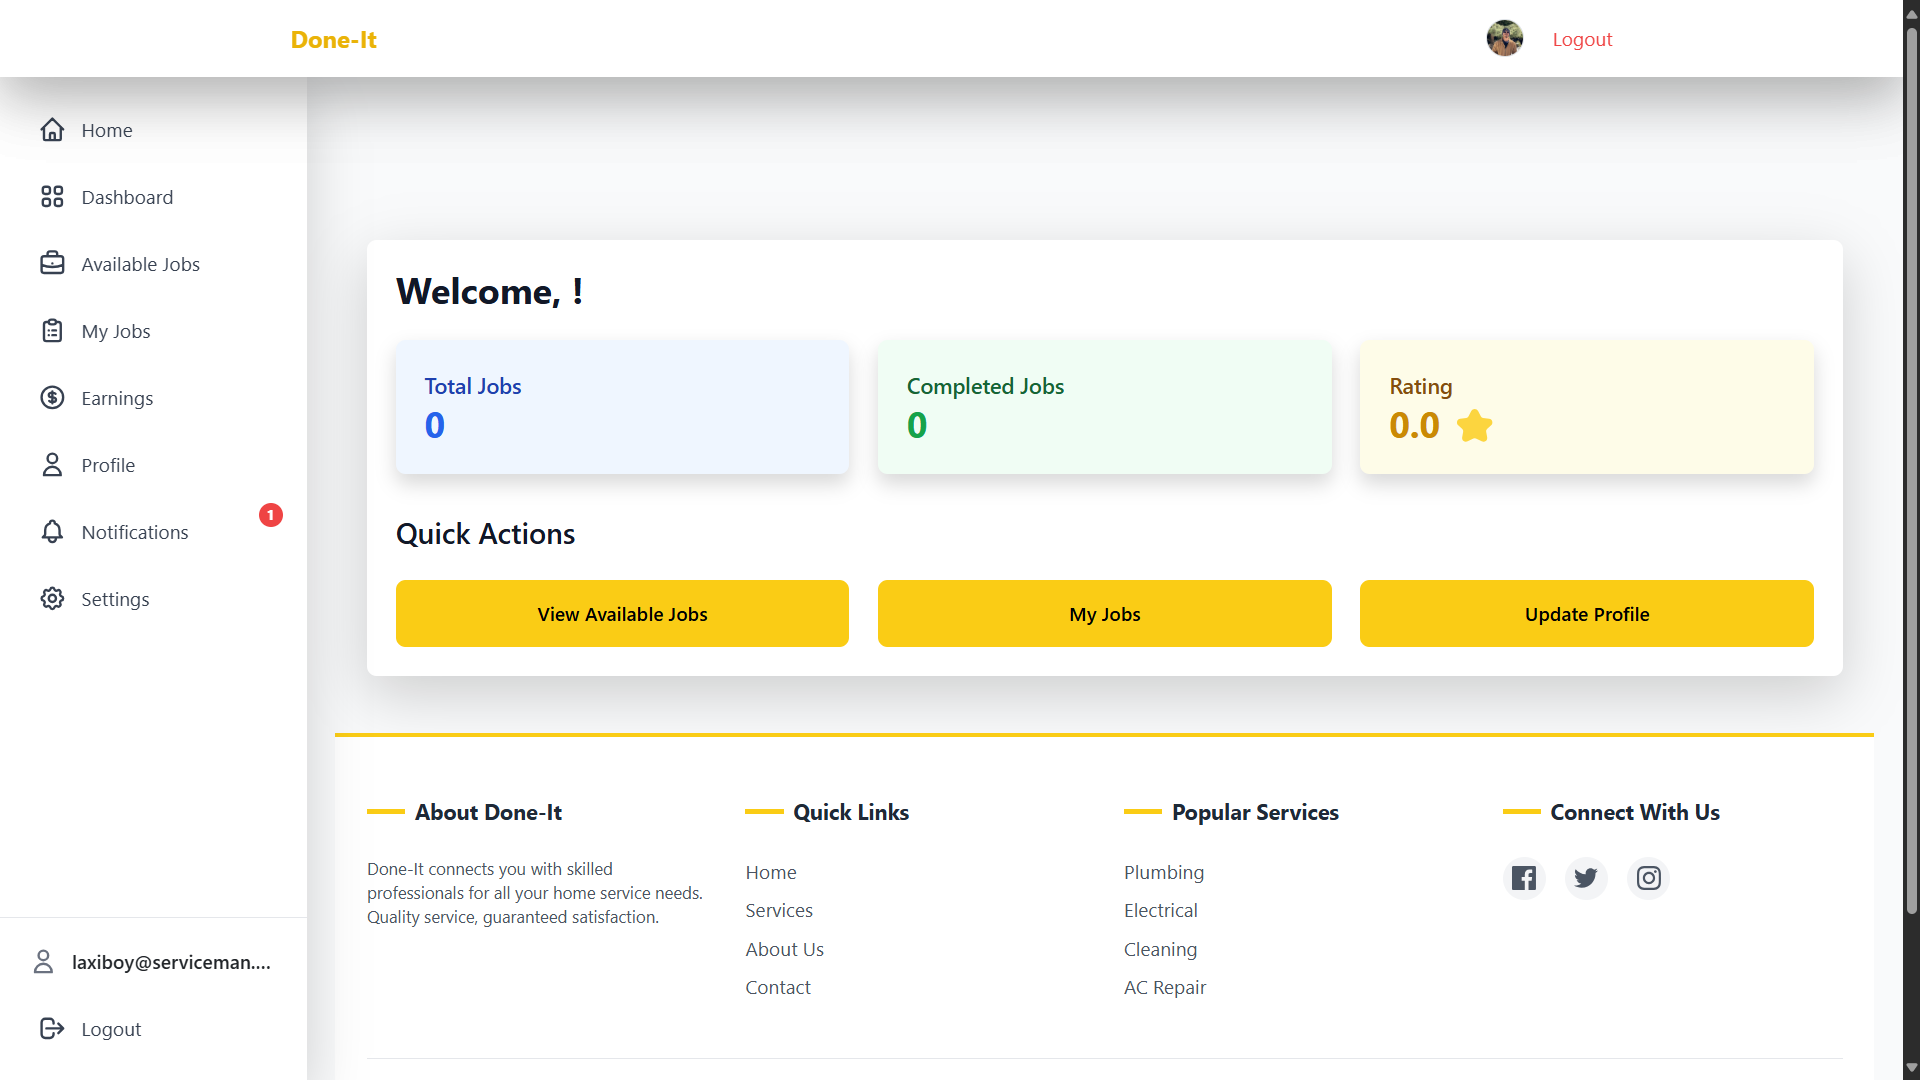 Done-It
Logout
Home
Dashboard
Available Jobs
My Jobs
Earnings
Profile
Notifications
1
Settings
laxiboy@serviceman....
Logout
Welcome, !
Total Jobs
0
Completed Jobs
0
Rating
0.0
Quick Actions
View Available Jobs
My Jobs
Update Profile
About Done-It
Done-It connects you with skilled
professionals for all your home service needs.
Quality service, guaranteed satisfaction.
Quick Links
Home
Services
About Us
Contact
Popular Services
Plumbing
Electrical
Cleaning
AC Repair
Connect With Us